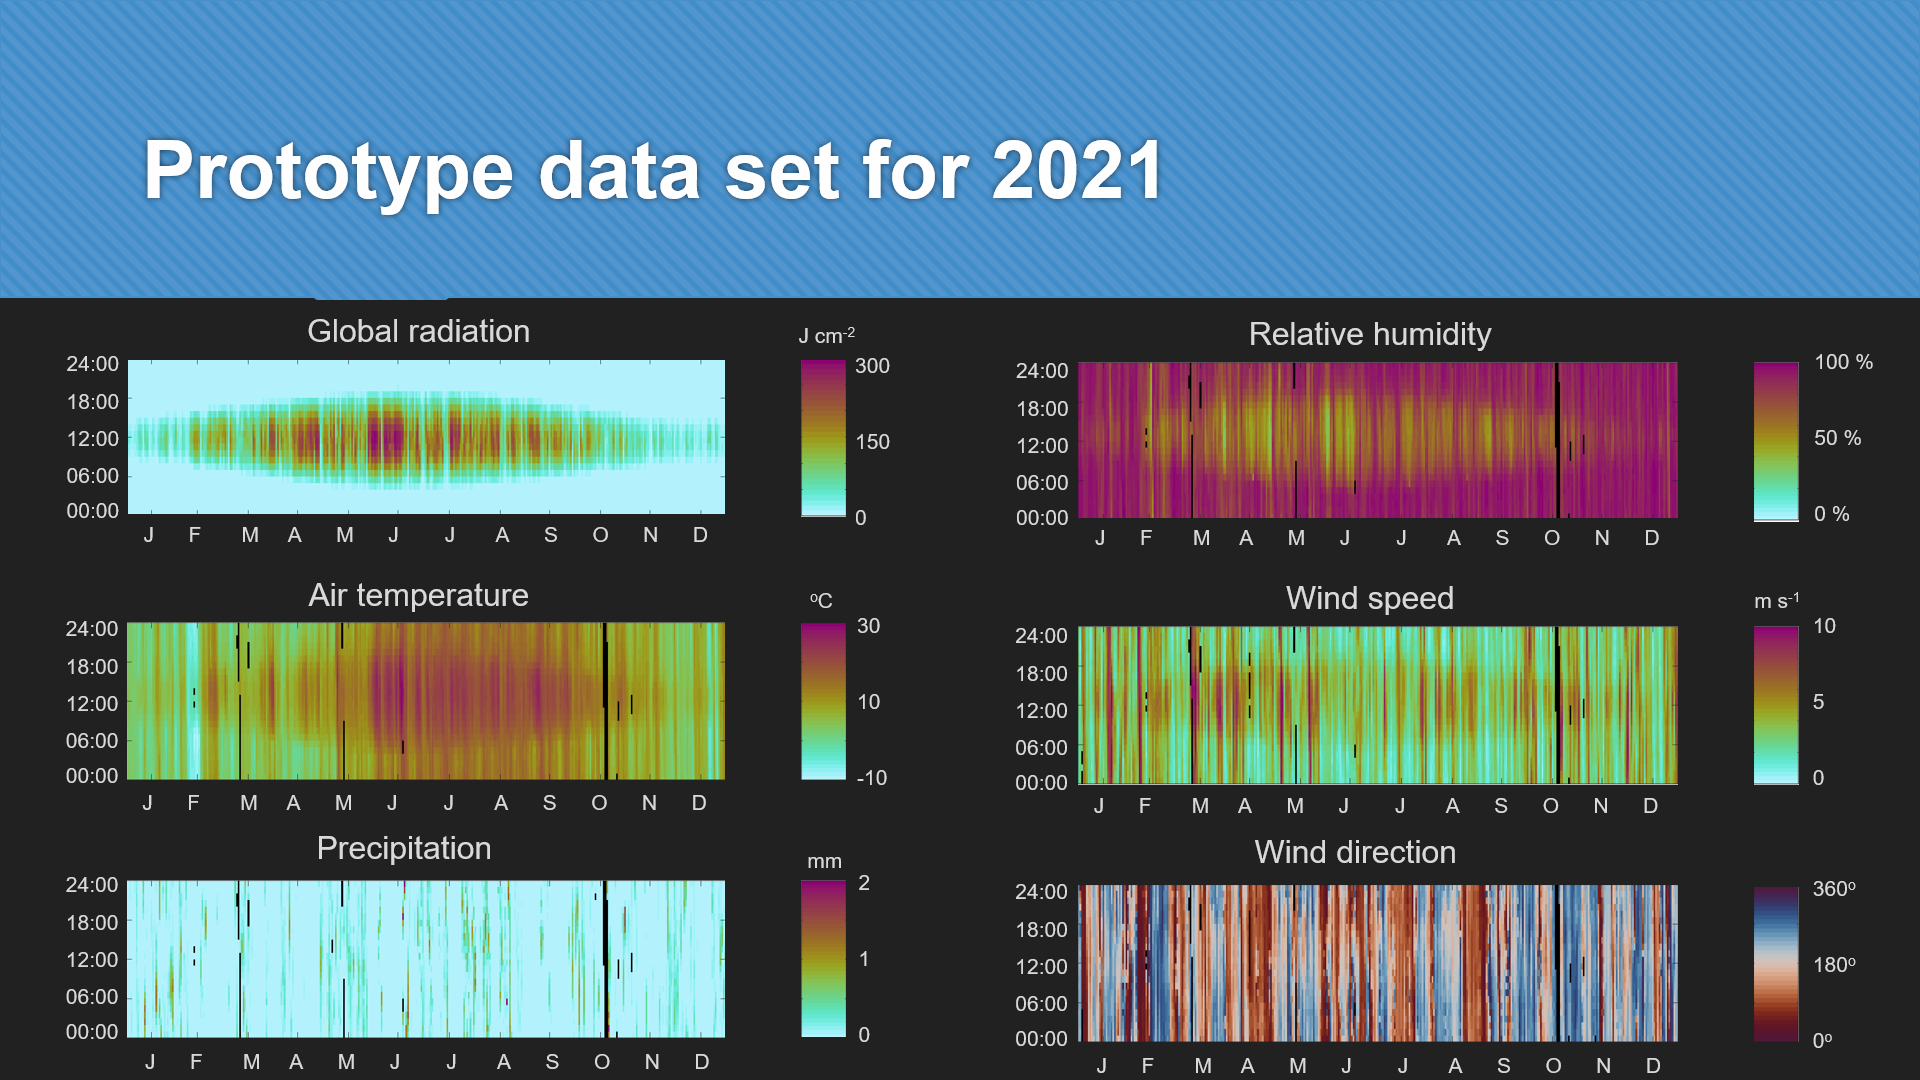 Prototype data set for 2021
Global radiation
J cm-2
24:00
18:00
12:00
06:00
00:00
J F M A M J J A S O N D
300
150
0
Relative humidity
24:00
18:00
12:00
06:00
00:00
J F M A M J J A S O N D
100 %
50 %
0 %
Air temperature
oC
24:00
18:00
12:00
06:00
00:00
J F M A M J J A S O N D
30
10
-10
Wind speed
m s-1
24:00
18:00
12:00
06:00
00:00
J F M A M J J A S O N D
10
5
0
Precipitation
mm
24:00
18:00
12:00
06:00
00:00
J F M A M J J A S O N D
2
1
0
Wind direction
24:00
18:00
12:00
06:00
00:00
J F M A M J J A S O N D
360o
180o
0o